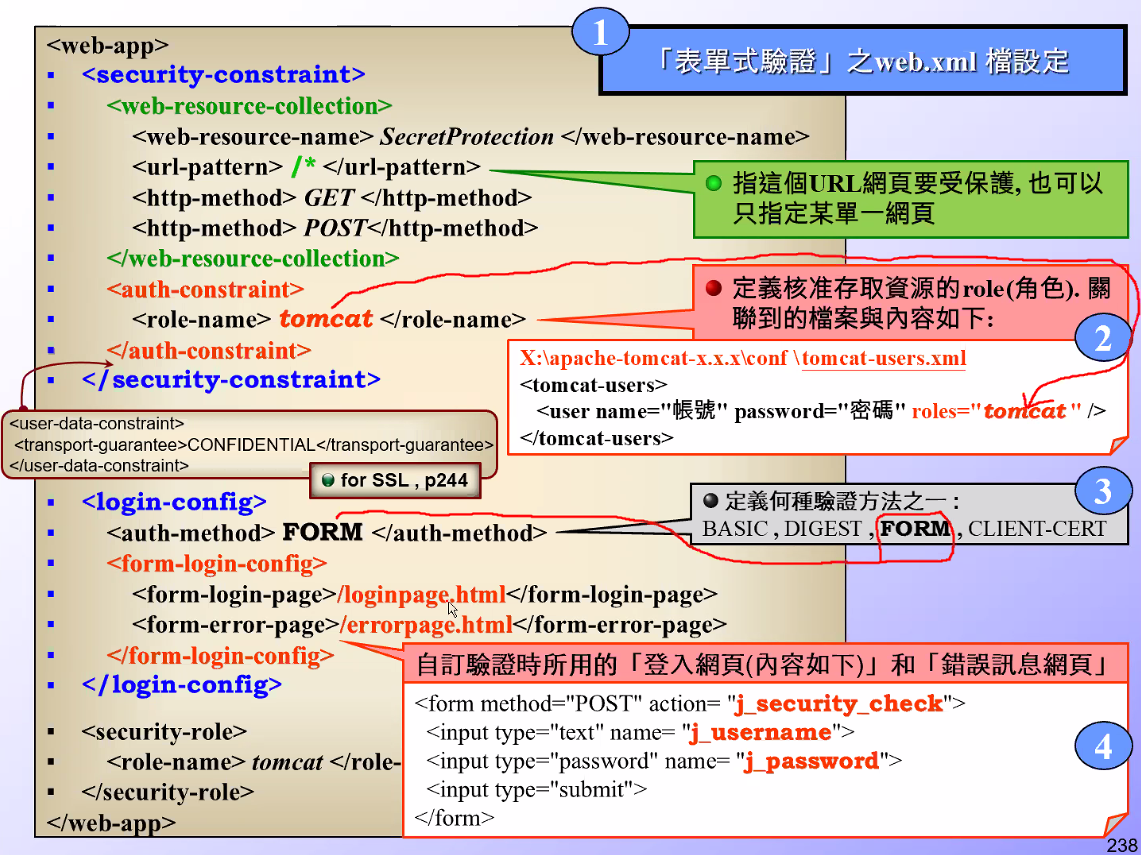 1
「表單式驗證」之web.xml 檔設定
<web-app>
▪ <security-constraint>
▪ <web-resource-collection>
▪ <web-resource-name> SecretProtection </web-resource-name>
▪ <url-pattern> /* </url-pattern>
▪ <http-method> GET </http-method>
▪ <http-method> POST</http-method>
▪ </web-resource-collection>
▪ <auth-constraint>
▪ <role-name> tomcat </role-name>
▪ </auth-constraint>
▪ </security-constraint>
指這個URL網頁要受保護, 也可以
只指定某單一網頁
定義核准存取資源的role(角色). 關
聯到的檔案與內容如下:
2
X:\apache-tomcat-x.x.x\conf \tomcat-users.xml
<tomcat-users>
<user name="帳號" password="密碼" roles="tomcat " />
</tomcat-users>
<user-data-constraint>
<transport-guarantee>CONFIDENTIAL</transport-guarantee>
</user-data-constraint>
for SSL , p244
▪ <login-config>
▪ <auth-method> FORM </auth-method>
▪ <form-login-config>
▪ <form-login-page>/loginpage.html</form-login-page>
▪ <form-error-page>/errorpage.html</form-error-page>
▪ </form-login-config>
▪ </login-config>
3
定義何種驗證方法之一 :
BASIC , DIGEST , FORM , CLIENT-CERT
▪ <security-role>
▪ <role-name> tomcat </role-
▪ </security-role>
</web-app>
自訂驗證時所用的「登入網頁(內容如下)」和「錯誤訊息網頁」
<form method="POST" action= "j_security_check">
<input type="text" name= "j_username">
<input type="password" name= "j_password">
<input type="submit">
</form>
4
238